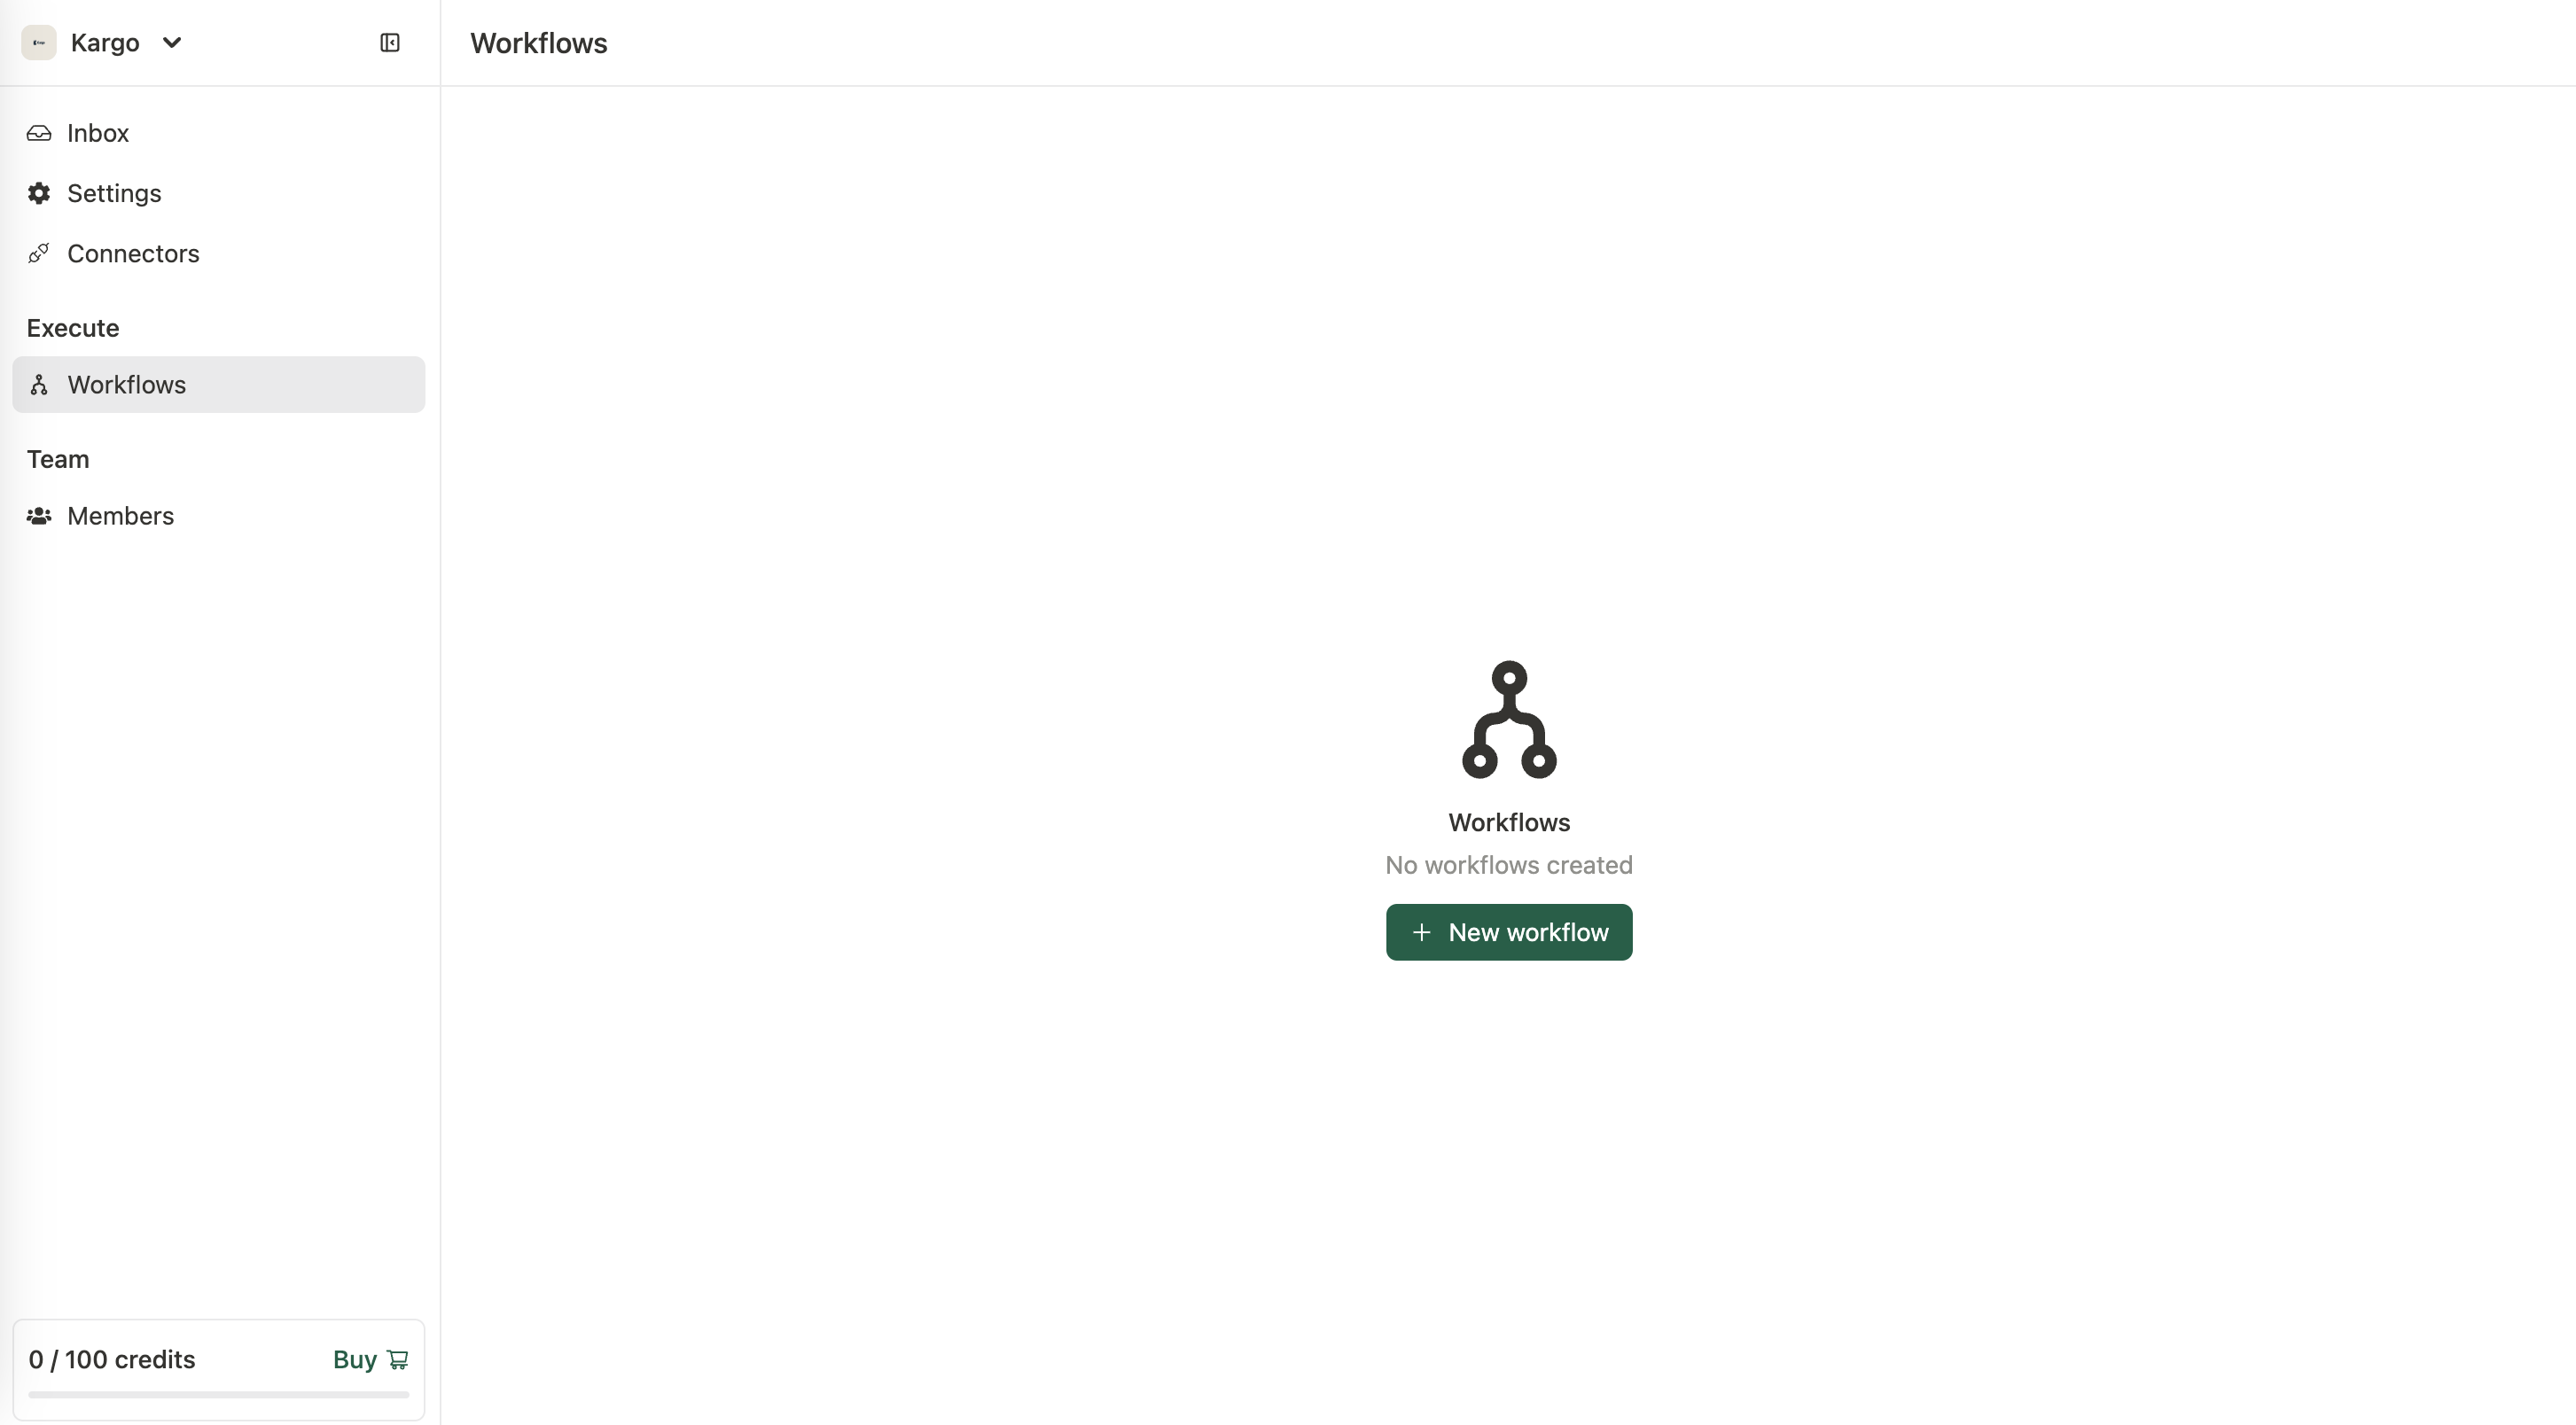 Kargo
Workflows
Inbox
Settings
Connectors
Execute
Workflows
Team
Members
Workflows
No workflows created
+ New workflow
0 / 100 credits
Buy